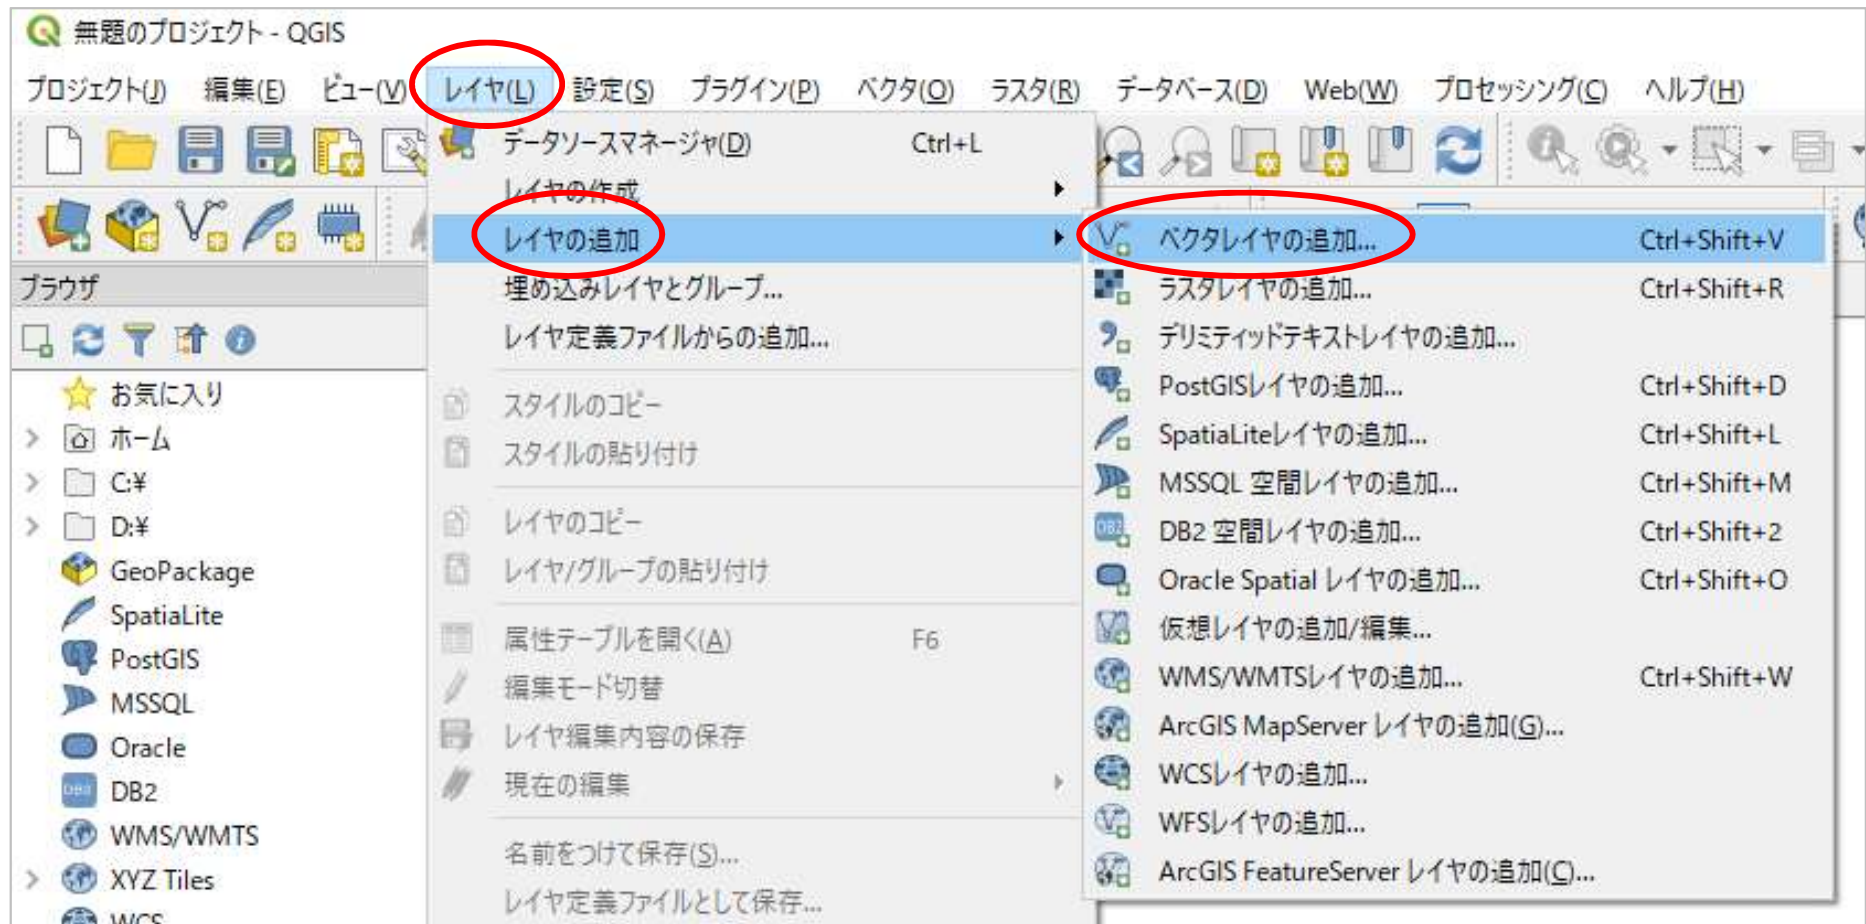 無題のプロジェクト - QGIS
プロジェクト(J) 編集(E) ビュー(V) レイヤ(L) 設定(S) プラグイン(P) ベクタ(O) ラスタ(R) データベース(D) Web(W) プロセッシング(C) ヘルプ(H)
データソースマネージャ(D) Ctrl+L
レイヤの作成
レイヤの追加
埋め込みレイヤとグループ...
レイヤ定義ファイルからの追加...
スタイルのコピー
スタイルの貼り付け
レイヤのコピー
レイヤ/グループの貼り付け
属性テーブルを開く(A) F6
編集モード切替
レイヤ編集内容の保存
現在の編集
名前をつけて保存(S)...
レイヤ定義ファイルとして保存...
ベクタレイヤの追加... Ctrl+Shift+V
ラスタレイヤの追加... Ctrl+Shift+R
デリミティッドテキストレイヤの追加...
PostGISレイヤの追加... Ctrl+Shift+D
SpatiaLiteレイヤの追加... Ctrl+Shift+L
MSSQL 空間レイヤの追加... Ctrl+Shift+M
DB2 空間レイヤの追加... Ctrl+Shift+2
Oracle Spatial レイヤの追加... Ctrl+Shift+O
仮想レイヤの追加/編集...
WMS/WMTSレイヤの追加... Ctrl+Shift+W
ArcGIS MapServer レイヤの追加(G)...
WCSレイヤの追加...
WFSレイヤの追加...
ArcGIS FeatureServer レイヤの追加(C)...
ブラウザ
お気に入り
ホーム
C:¥
D:¥
GeoPackage
SpatiaLite
PostGIS
MSSQL
Oracle
DB2
WMS/WMTS
XYZ Tiles
WCS